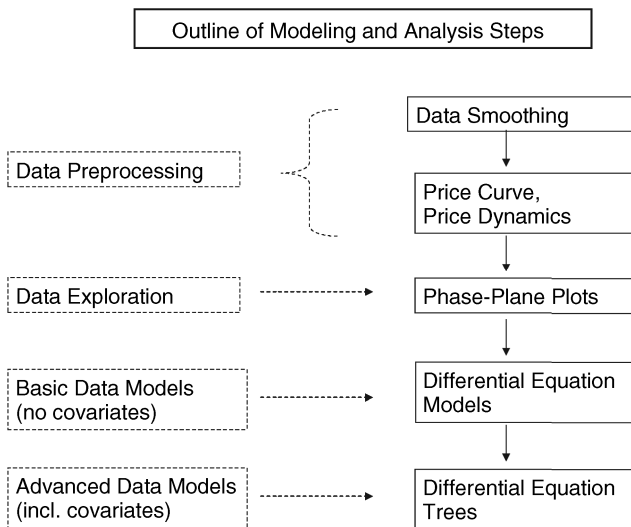 Outline of Modeling and Analysis Steps
Data Smoothing
Data Preprocessing
Price Curve,
Price Dynamics
Data Exploration
Phase-Plane Plots
Basic Data Models
(no covariates)
Differential Equation
Models
Advanced Data Models
(incl. covariates)
Differential Equation
Trees